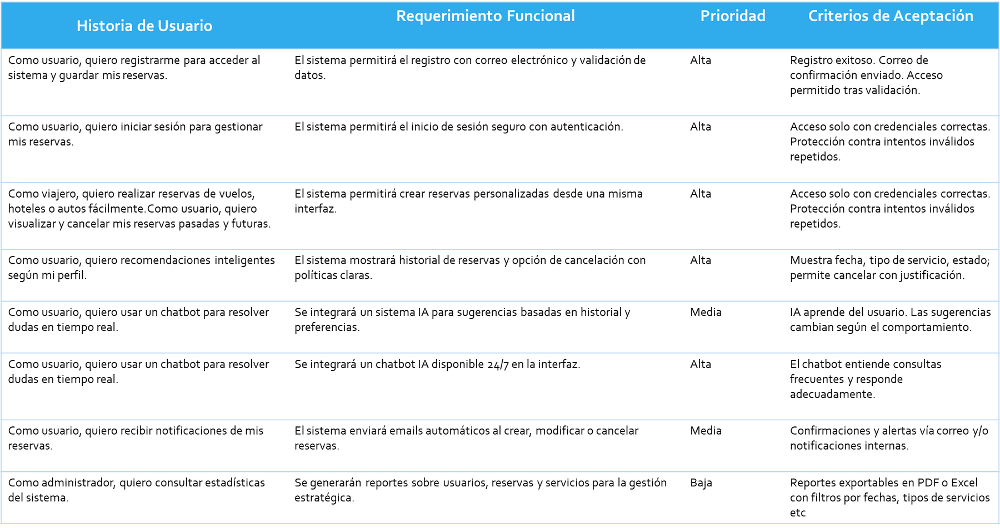 Historia de Usuario
Requerimiento Funcional
Prioridad
Criterios de Aceptación
Como usuario, quiero registrarme para acceder al
sistema y guardar mis reservas.
El sistema permitirá el registro con correo electrónico y validación de
datos.
Alta
Registro exitoso. Correo de
confirmación enviado. Acceso
permitido tras validación.
Como usuario, quiero iniciar sesión para gestionar
mis reservas.
El sistema permitirá el inicio de sesión seguro con autenticación.
Alta
Acceso solo con credenciales correctas.
Protección contra intentos inválidos
repetidos.
Como viajero, quiero realizar reservas de vuelos,
hoteles o autos fácilmente.Como usuario, quiero
visualizar y cancelar mis reservas pasadas y futuras.
El sistema permitirá crear reservas personalizadas desde una misma
interfaz.
Alta
Acceso solo con credenciales correctas.
Protección contra intentos inválidos
repetidos.
Como usuario, quiero recomendaciones inteligentes
según mi perfil.
El sistema mostrará historial de reservas y opción de cancelación con
políticas claras.
Alta
Muestra fecha, tipo de servicio, estado;
permite cancelar con justificación.
Como usuario, quiero usar un chatbot para resolver
dudas en tiempo real.
Se integrará un sistema IA para sugerencias basadas en historial y
preferencias.
Media
IA aprende del usuario. Las sugerencias
cambian según el comportamiento.
Como usuario, quiero usar un chatbot para resolver
dudas en tiempo real.
Se integrará un chatbot IA disponible 24/7 en la interfaz.
Alta
El chatbot entiende consultas
frecuentes y responde
adecuadamente.
Como usuario, quiero recibir notificaciones de mis
reservas.
El sistema enviará emails automáticos al crear, modificar o cancelar
reservas.
Media
Confirmaciones y alertas vía correo y/o
notificaciones internas.
Como administrador, quiero consultar estadísticas
del sistema.
Se generarán reportes sobre usuarios, reservas y servicios para la gestión
estratégica.
Baja
Reportes exportables en PDF o Excel
con filtros por fechas, tipos de servicios
etc